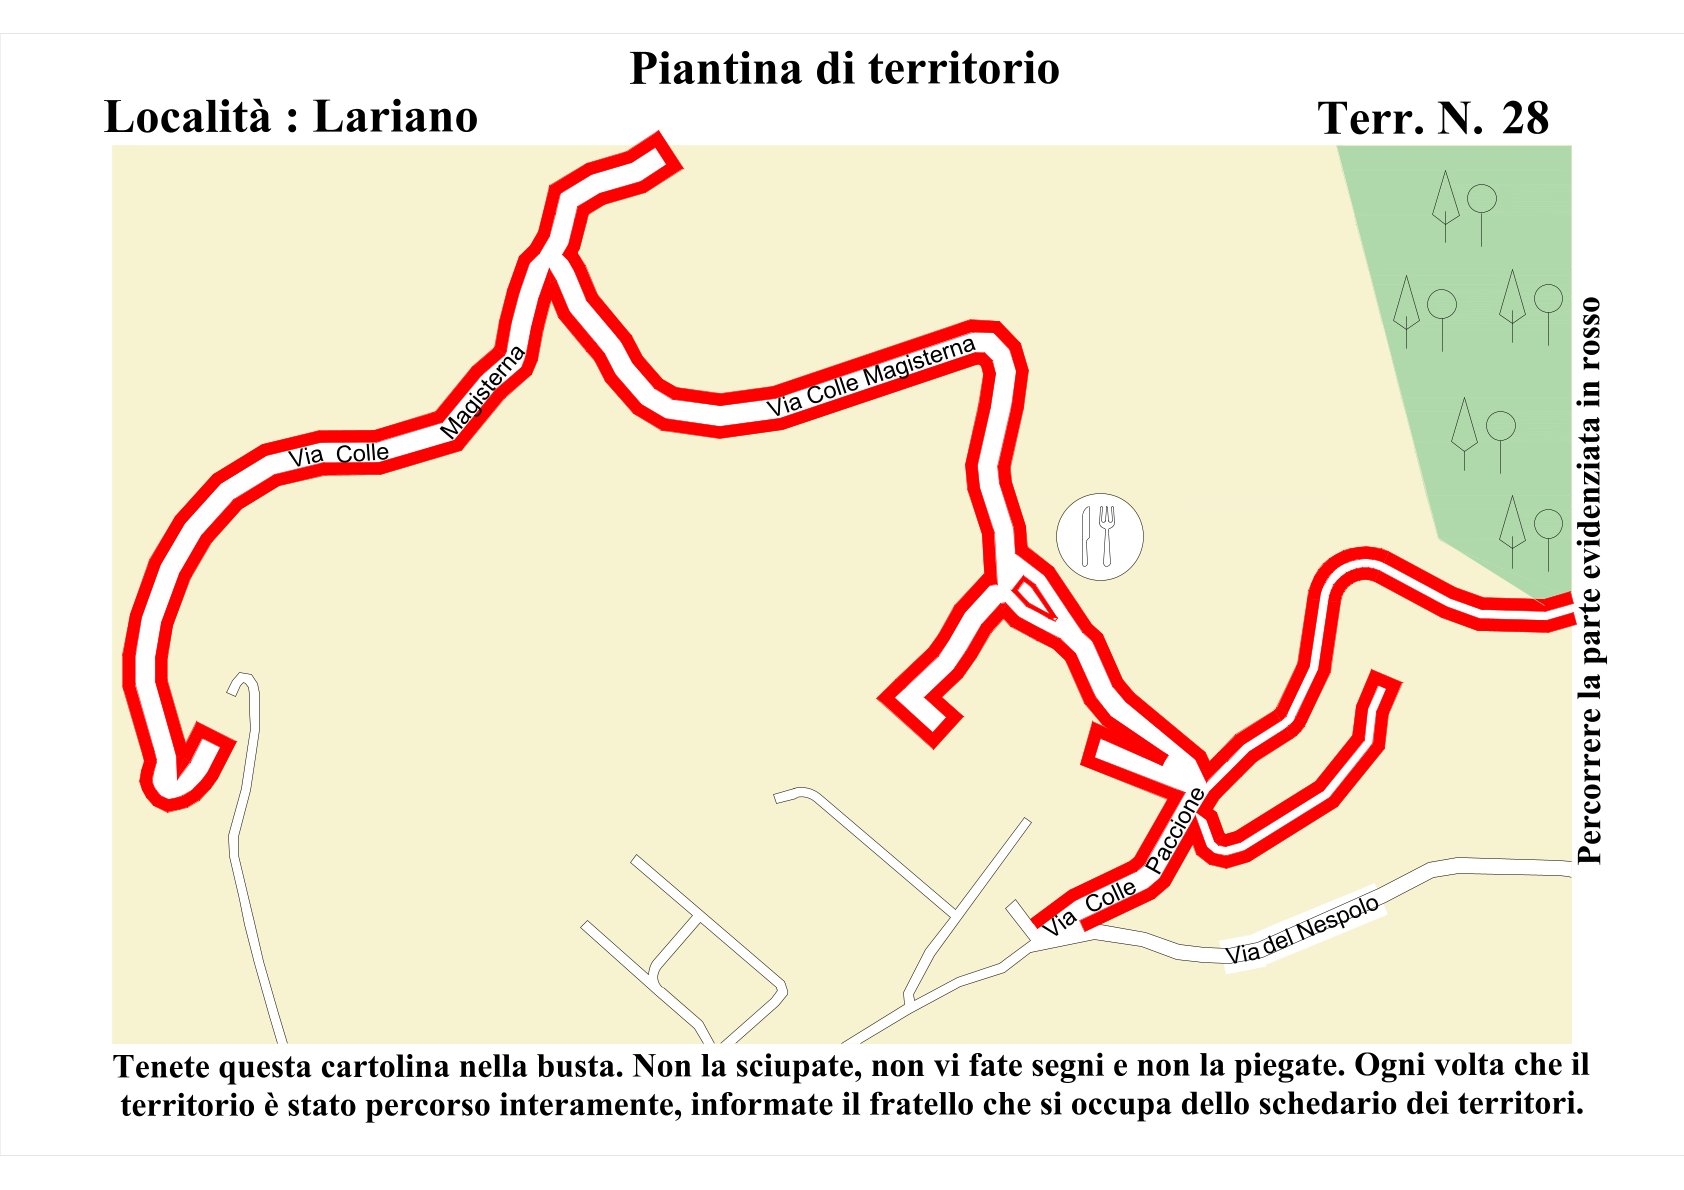 Piantina di territorio
Località : Lariano
Terr. N. 28
Via Colle Magisterna
Via Colle Magisterna
Via Colle Paccione
Via del Nespolo
Percorrere la parte evidenziata in rosso
Tenete questa cartolina nella busta. Non la sciupate, non vi fate segni e non la piegate. Ogni volta che il
territorio è stato percorso interamente, informate il fratello che si occupa dello schedario dei territori.